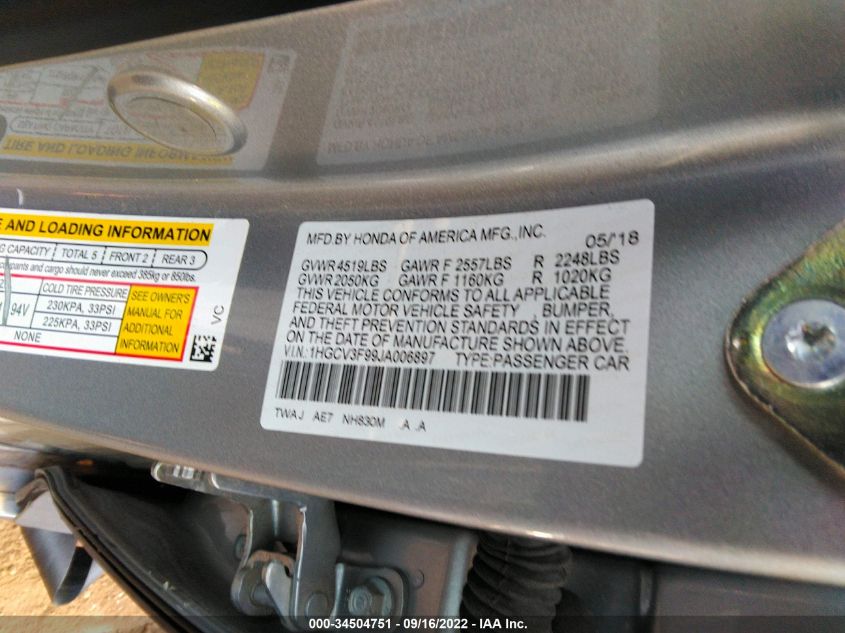 E AND LOADING INFORMATION
G CAPACITY TOTAL 5 FRONT 2 REAR 3
cupants and cargo should never exceed 385kg or 850lbs.
COLD TIRE PRESSURE
94V 230KPA, 33PSI
225KPA, 33PSI
NONE
SEE OWNER'S
MANUAL FOR
ADDITIONAL
INFORMATION
VC
MFD.BY HONDA OF AMERICA MFG.,INC. 05/'18
GVWR 4519LBS GAWR F 2557LBS R 2248LBS
GVWR 2050KG GAWR F 1160KG R 1020KG
THIS VEHICLE CONFORMS TO ALL APPLICABLE
FEDERAL MOTOR VEHICLE SAFETY , BUMPER,
AND THEFT PREVENTION STANDARDS IN EFFECT
ON THE DATE OF MANUFACTURE SHOWN ABOVE.
V.I.N.:1HGCV3F99JA006897 TYPE:PASSENGER CAR
TWAJ AE7 NH830M .A .A
000-34504751 - 09/16/2022 - IAA Inc.